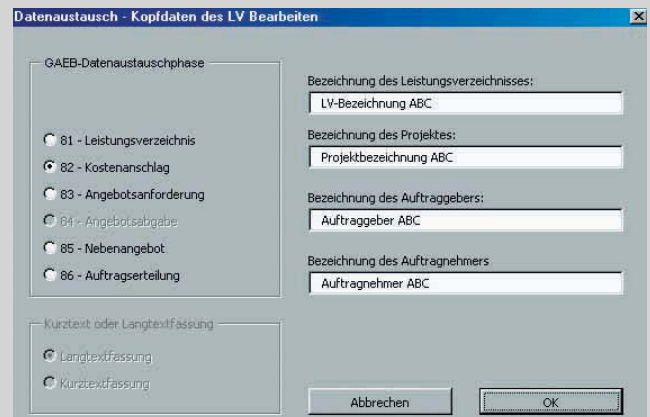 Datenaustausch - Kopfdaten des LV Bearbeiten
GAEB-Datenaustauschphase
81 - Leistungsverzeichnis
82 - Kostenanschlag
83 - Angebotsanforderung
84 - Angebotsabgabe
85 - Nebenangebot
86 - Auftragserteilung
Kurztext oder Langtextfassung
Langtextfassung
Kurztextfassung
Bezeichnung des Leistungsverzeichnisses:
LV-Bezeichnung ABC
Bezeichnung des Projektes:
Projektbezeichnung ABC
Bezeichnung des Auftraggebers:
Auftraggeber ABC
Bezeichnung des Auftragnehmers
Auftragnehmer ABC
Abbrechen
OK